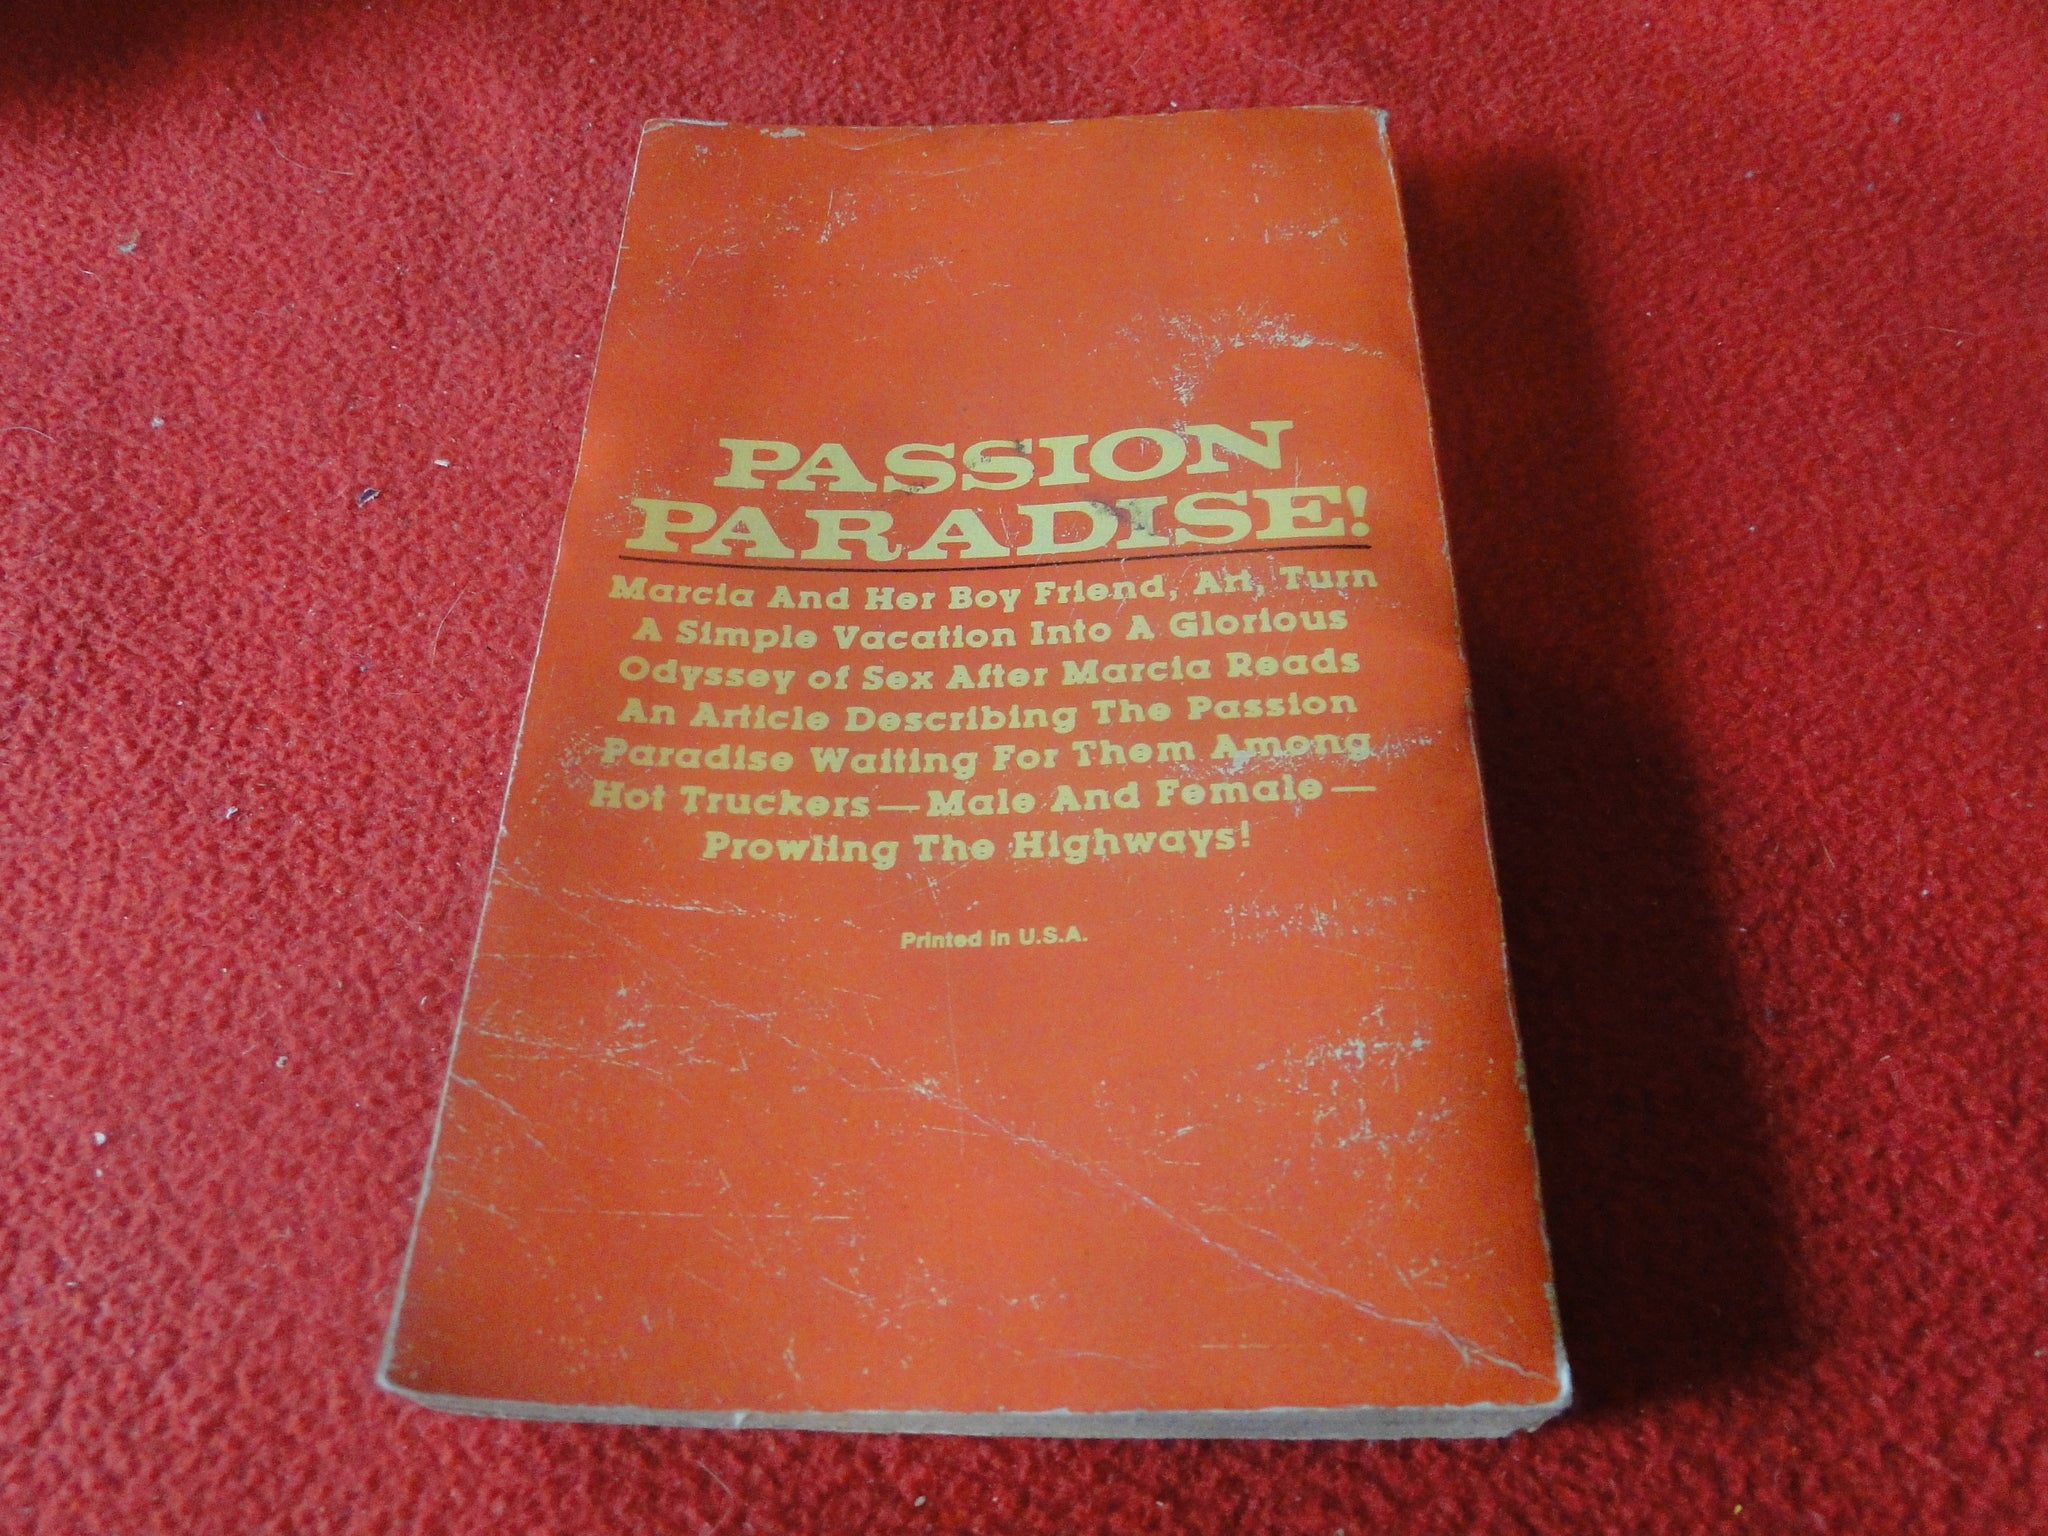 PASSION
PARADISE!
Marcia And Her Boy Friend, Art, Turn
A Simple Vacation Into A Glorious
Odyssey of Sex After Marcia Reads
An Article Describing The Passion
Paradise Waiting For Them Among
Hot Truckers — Male And Female —
Prowling The Highways!
Printed in U.S.A.